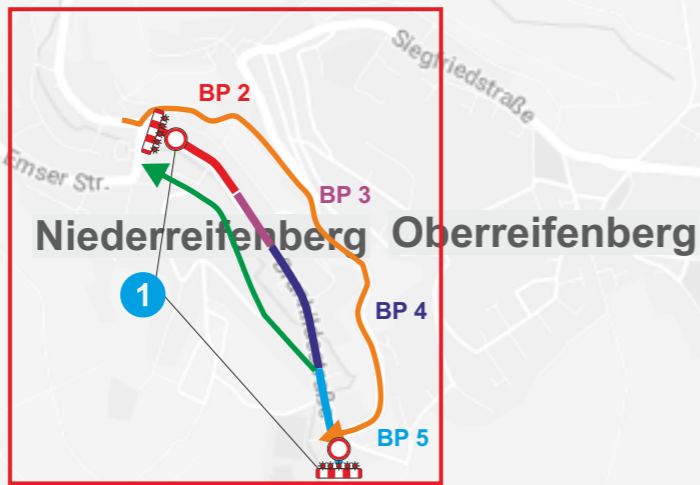 Siegfriedstraße
BP 2
Emser Str.
BP 3
Niederreifenberg
Oberreifenberg
1
BP 4
BP 5